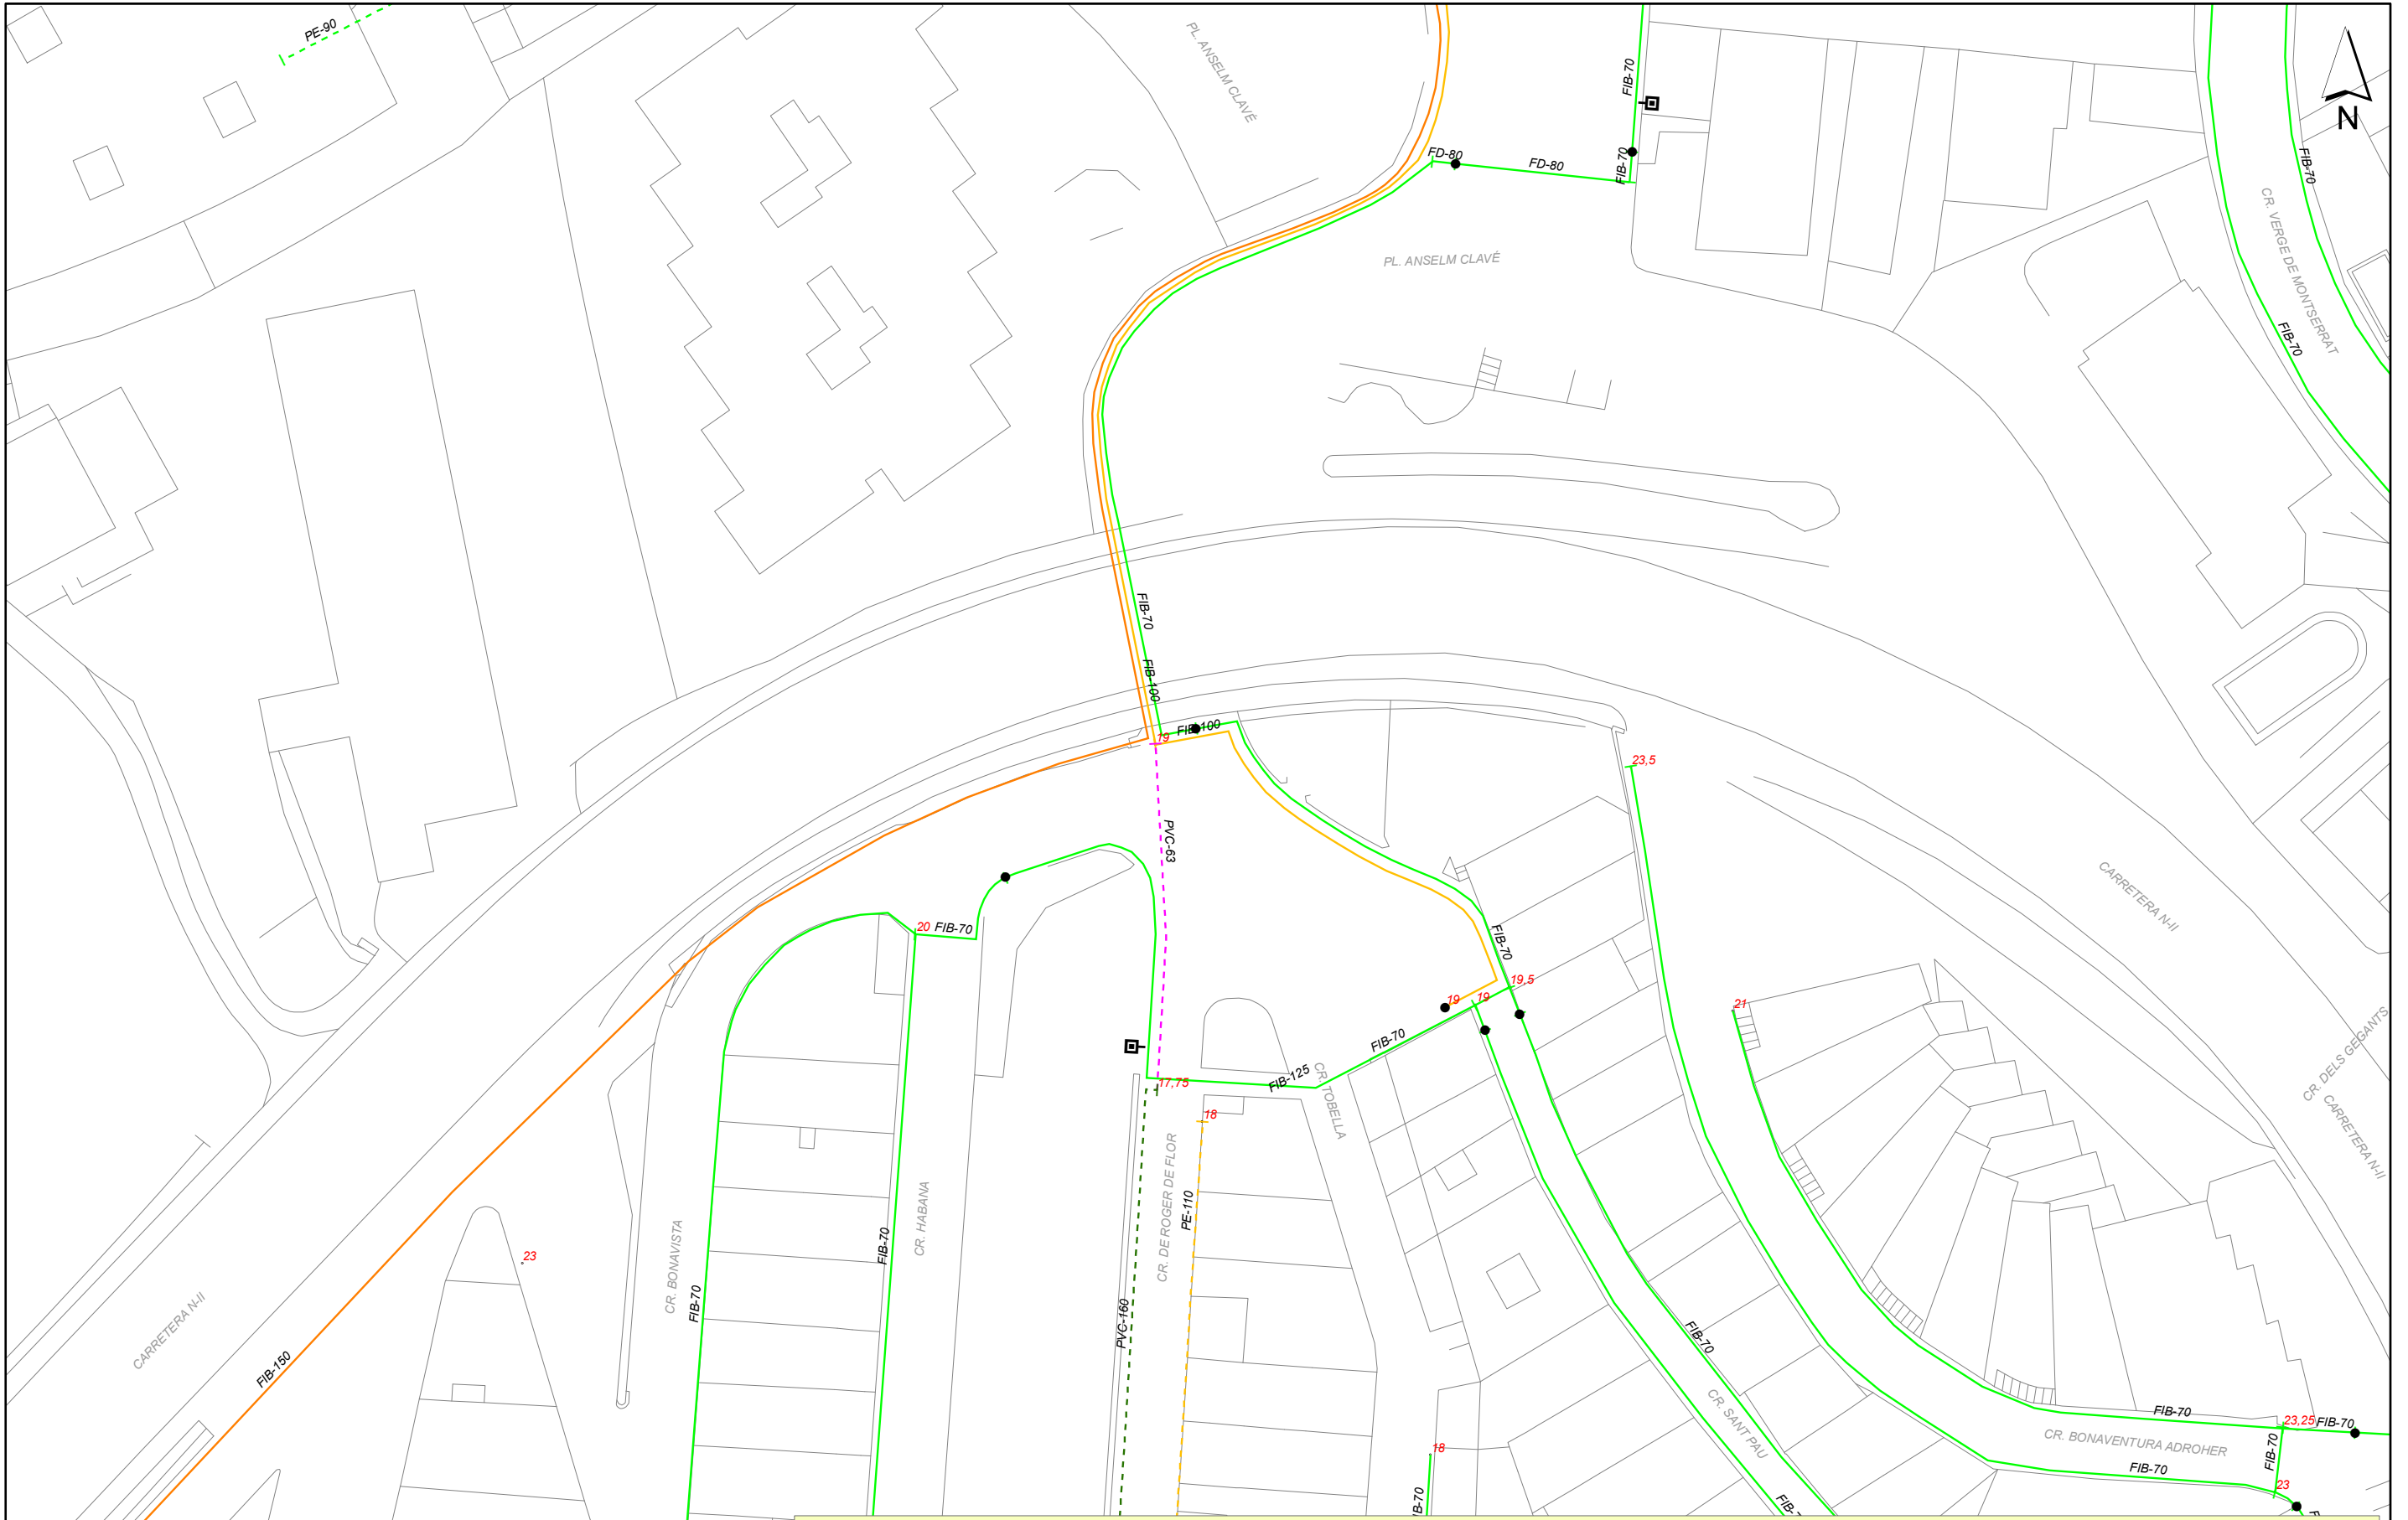 PE-90
PL. ANSELM CLAVÉ
FIB-70
N
FD-80
FD-80
FIB-70
FIB-70
CR. VERGE DE MONTSERRAT
PL. ANSELM CLAVÉ
FIB-70
FIB-70
FIB-100
FIB-100
19
23,5
PVC-63
CARRETERA N-II
20
FIB-70
FIB-70
19,5
19
19
21
CR. DELS GEGANTS
FIB-70
FIB-125
17,75
CR. TOBELLA
CARRETERA N-II
18
CR. DE ROGER DE FLOR
PE-110
CR. HABANA
FIB-70
CR. BONAVISTA
23
FIB-70
PVC-160
CARRETERA N-II
FIB-150
FIB-70
CR. SANT PAU
FIB-70
23,25
FIB-70
CR. BONAVENTURA ADROHER
18
FIB-70
FIB-70
23
IB-70
FIB-